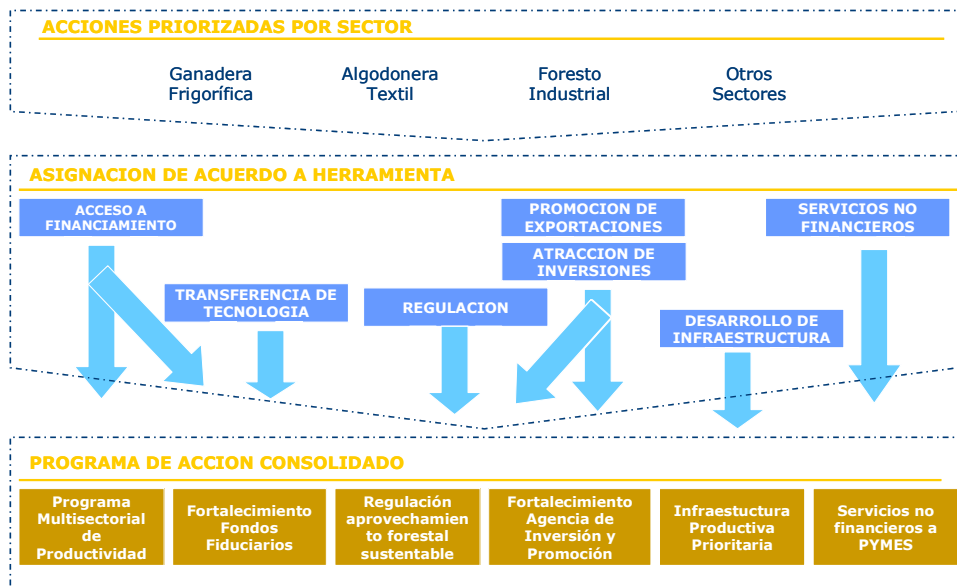 ACCIONES PRIORIZADAS POR SECTOR
Ganadera
Frigorífica
Algodonera
Textil
Foresto
Industrial
Otros
Sectores
ASIGNACION DE ACUERDO A HERRAMIENTA
ACCESO A
FINANCIAMIENTO
PROMOCION DE
EXPORTACIONES
SERVICIOS NO
FINANCIEROS
ATRACCION DE
INVERSIONES
TRANSFERENCIA DE
TECNOLOGIA
REGULACION
DESARROLLO DE
INFRAESTRUCTURA
PROGRAMA DE ACCION CONSOLIDADO
Programa
Multisectorial
de
Productividad
Fortalecimiento
Fondos
Fiduciarios
Regulación
aprovechamien
to forestal
sustentable
Fortalecimiento
Agencia de
Inversión y
Promoción
Infraestuctura
Productiva
Prioritaria
Servicios no
financieros a
PYMES